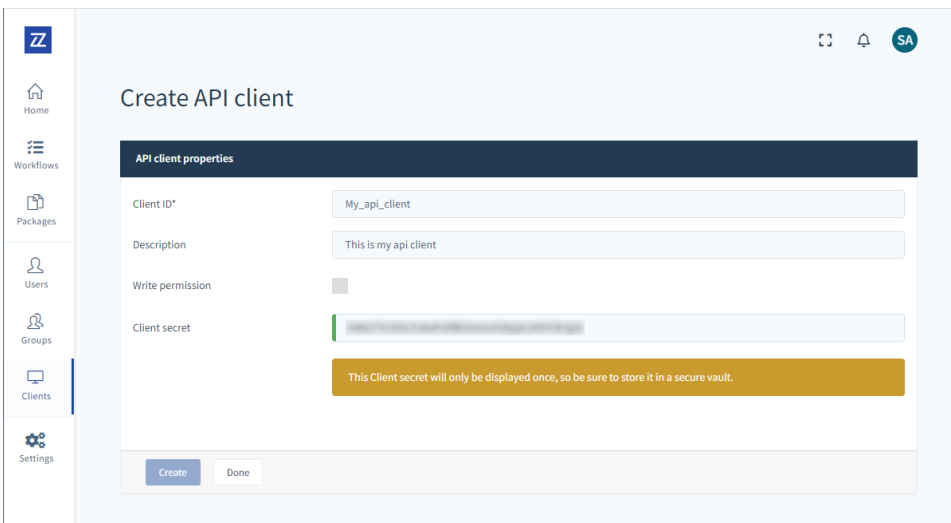 ZZ
SA
Home
Create API client
Workflows
API client properties
Packages
Client ID*
My_api_client
Description
This is my api client
Users
Write permission
Groups
Client secret
Clients
This Client secret will only be displayed once, so be sure to store it in a secure vault.
Settings
Create
Done